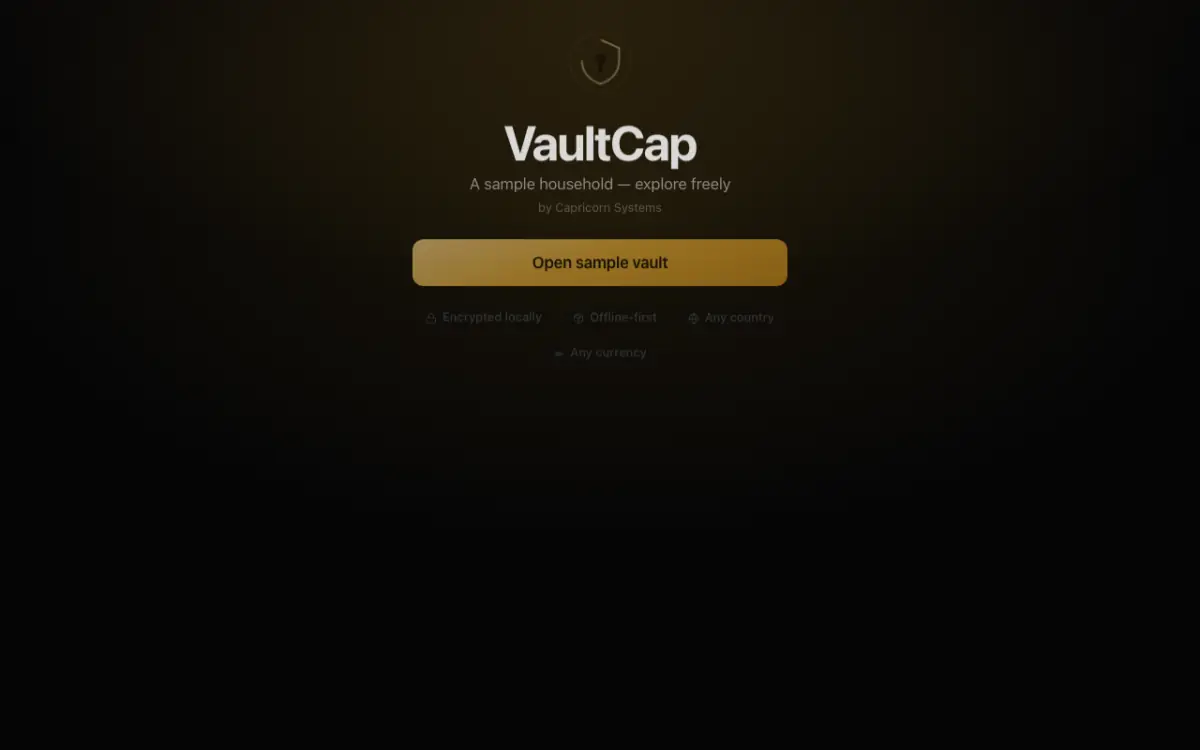 VaultCap
A sample household — explore freely
by Capricorn Systems
Open sample vault
Encrypted locally Offline-first Any country
Any currency